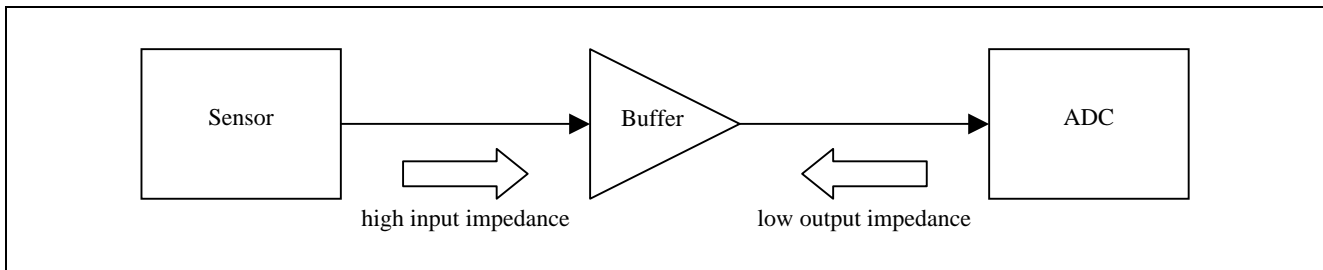 Sensor
Buffer
ADC
high input impedance
low output impedance